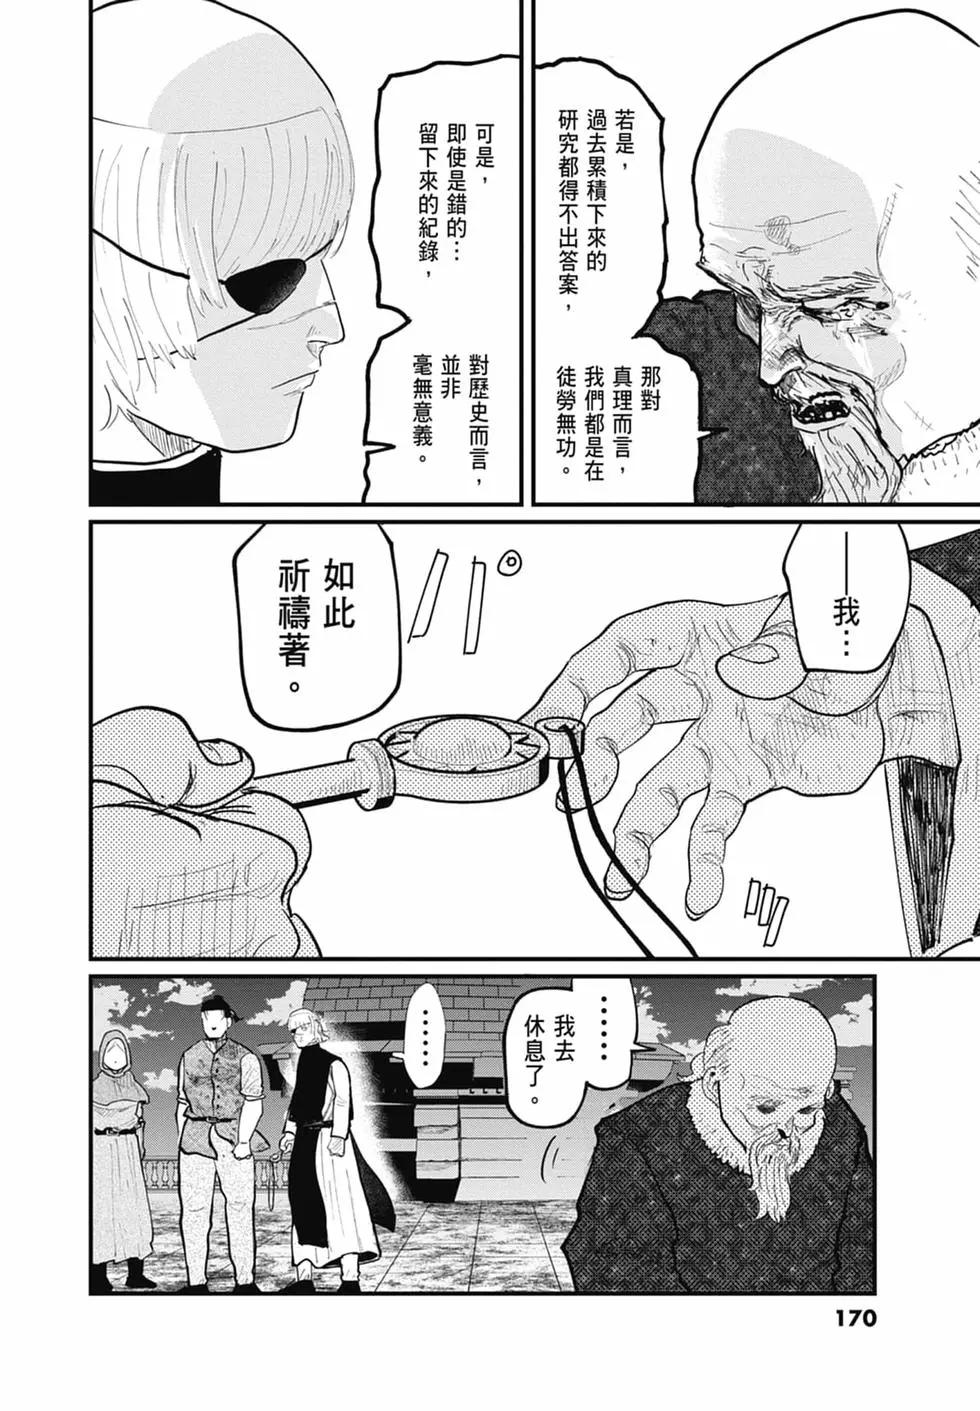 若是，
過去累積下來的
研究都得不出答案，
那對
真理而言，
我們都是在
徒勞無功。
可是，
即使是錯的…
留下來的紀錄，
對歷史而言，
並非
毫無意義。
——我…
如此
祈禱著。
……
我去
休息了。
……
170